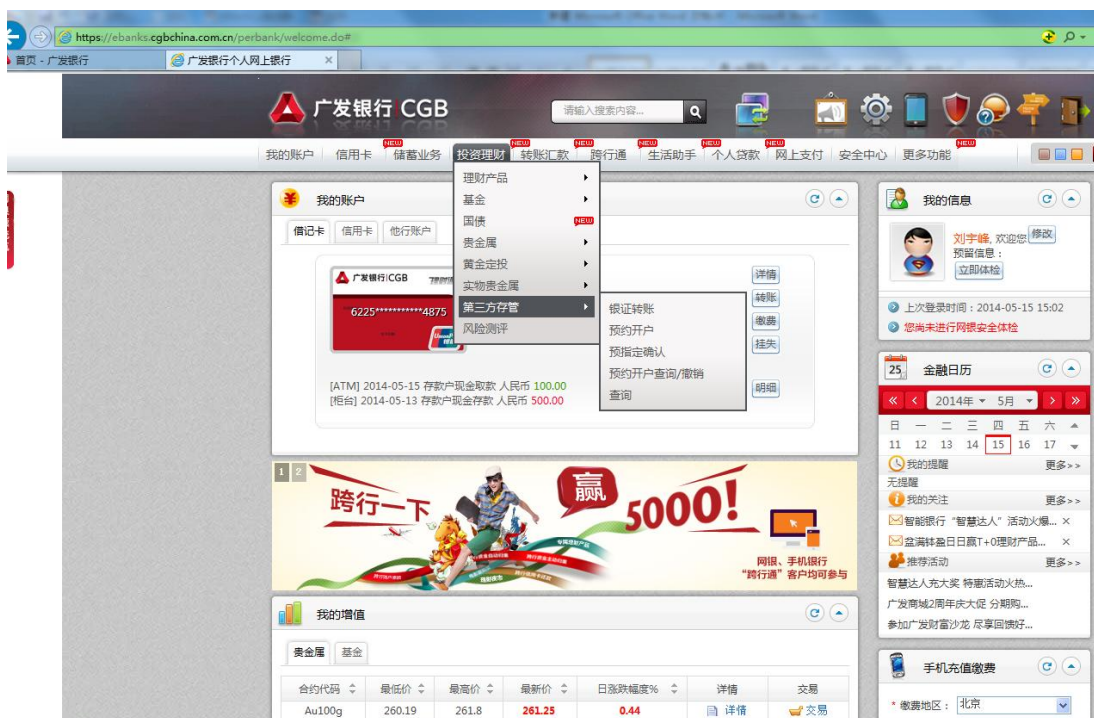 https://ebanks.cgbchina.com.cn/perbank/welcome.do#
首页 - 广发银行
广发银行个人网上银行 ×
广发银行 CGB
请输入搜索内容...
我的账户 信用卡 储蓄业务 投资理财 转账汇款 跨行通 生活助手 个人贷款 网上支付 安全中心 更多功能
NEW NEW NEW NEW NEW NEW NEW
理财产品
基金
国债 NEW
贵金属
黄金定投
实物贵金属
第三方存管
风险测评
银证转账
预约开户
预指定确认
预约开户查询/撤销
查询
我的账户
借记卡 信用卡 他行账户
广发银行|CGB
6225***********4875
详情
转账
缴费
挂失
明细
[ATM] 2014-05-15 存款户现金取款 人民币 100.00
[柜台] 2014-05-13 存款户现金存款 人民币 500.00
1 2
跨行一下 赢 5000!
网银、手机银行
“跨行通”客户均可参与
我的增值
贵金属 基金
合约代码 最低价 最高价 最新价 日涨跌幅度% 详情 交易
Au100g 260.19 261.8 261.25 0.44 详情 交易
我的信息
刘宇峰, 欢迎您 修改
预留信息：
立即体检
上次登录时间：2014-05-15 15:02
您尚未进行网银安全体检
25 金融日历
2014年 5月
日 一 二 三 四 五 六
11 12 13 14 15 16 17
我的提醒 更多>>
无提醒
我的关注 更多>>
智能银行“智慧达人”活动火爆... ×
盆满钵盈日日赢T+0理财产品... ×
推荐活动 更多>>
智慧达人充大奖 特惠活动火热...
广发商城2周年庆大促 分期购...
参加广发财富沙龙 尽享回馈好...
手机充值缴费
* 缴费地区： 北京